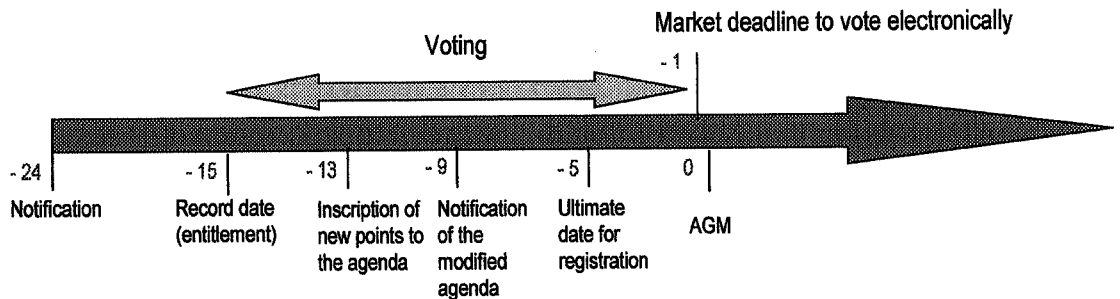 Market deadline to vote electronically
Voting
- 1
- 24
- 15
- 13
- 9
- 5
0
Notification
Record date
(entitlement)
Inscription of
new points to
the agenda
Notification
of the
modified
agenda
Ultimate
date for
registration
AGM